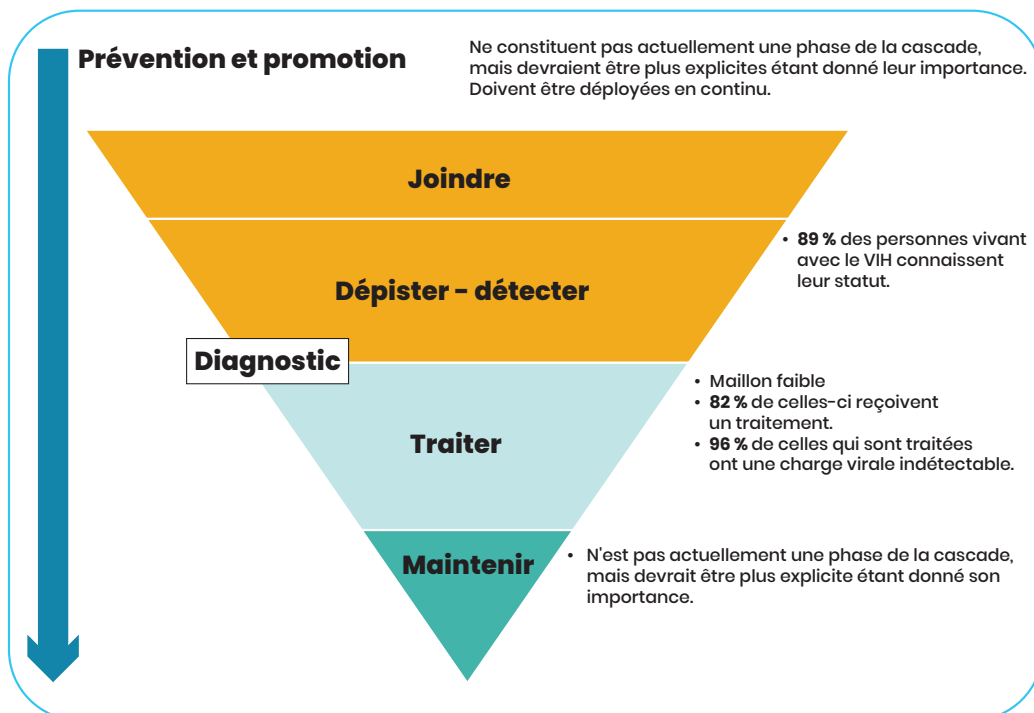 Prévention et promotion
Ne constituent pas actuellement une phase de la cascade,
mais devraient être plus explicites étant donné leur importance.
Doivent être déployées en continu.
Joindre
Dépister - détecter
• 89 % des personnes vivant
avec le VIH connaissent
leur statut.
Diagnostic
Traiter
• Maillon faible
• 82 % de celles-ci reçoivent
un traitement.
• 96 % de celles qui sont traitées
ont une charge virale indétectable.
Maintenir
• N'est pas actuellement une phase de la cascade,
mais devrait être plus explicite étant donné son
importance.